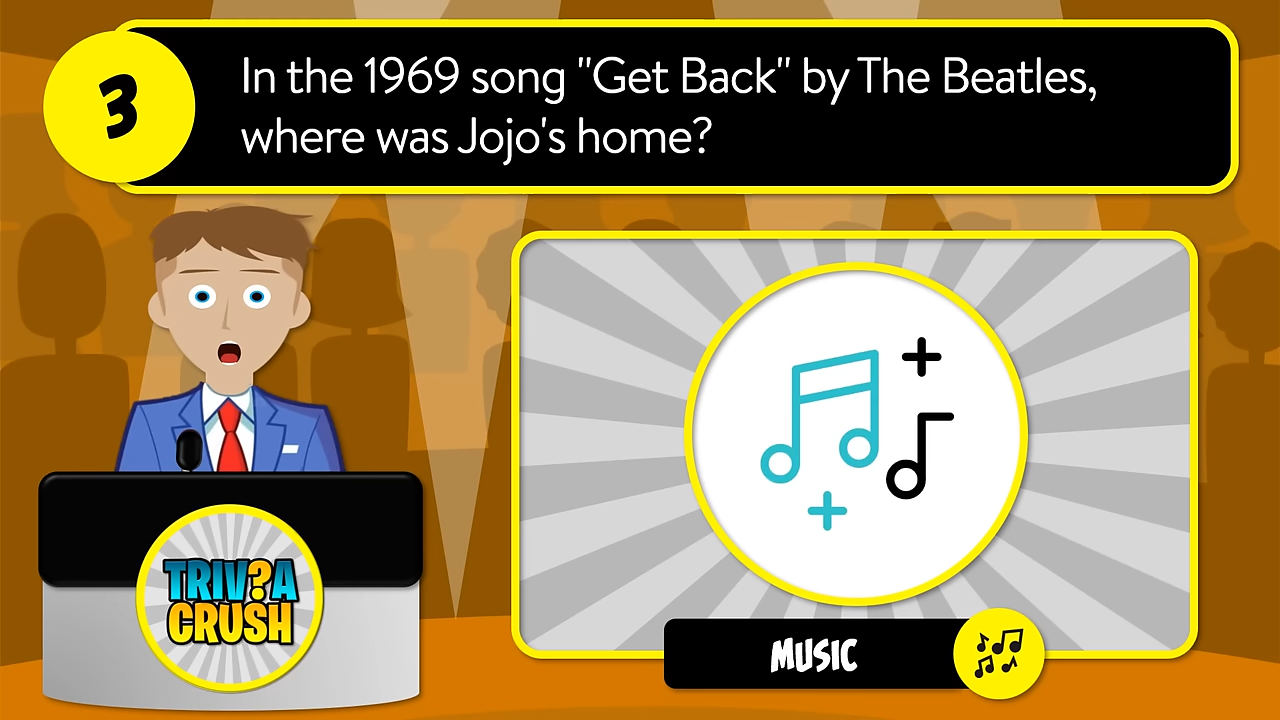 3
In the 1969 song "Get Back" by The Beatles,
where was Jojo's home?
TRIV?A
CRUSH
MUSIC